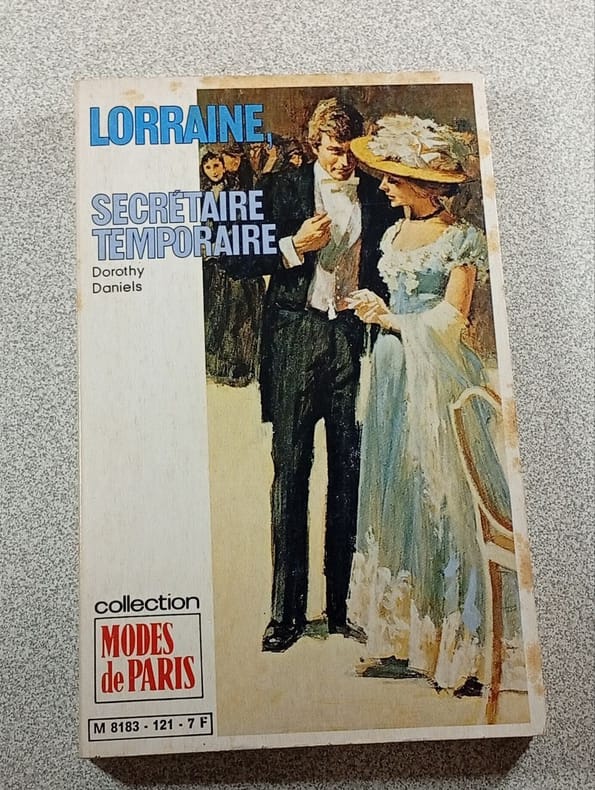 LORRAINE,
SECRÉTAIRE
TEMPORAIRE
Dorothy
Daniels
collection
MODES
de PARIS
M 8183 - 121 - 7 F